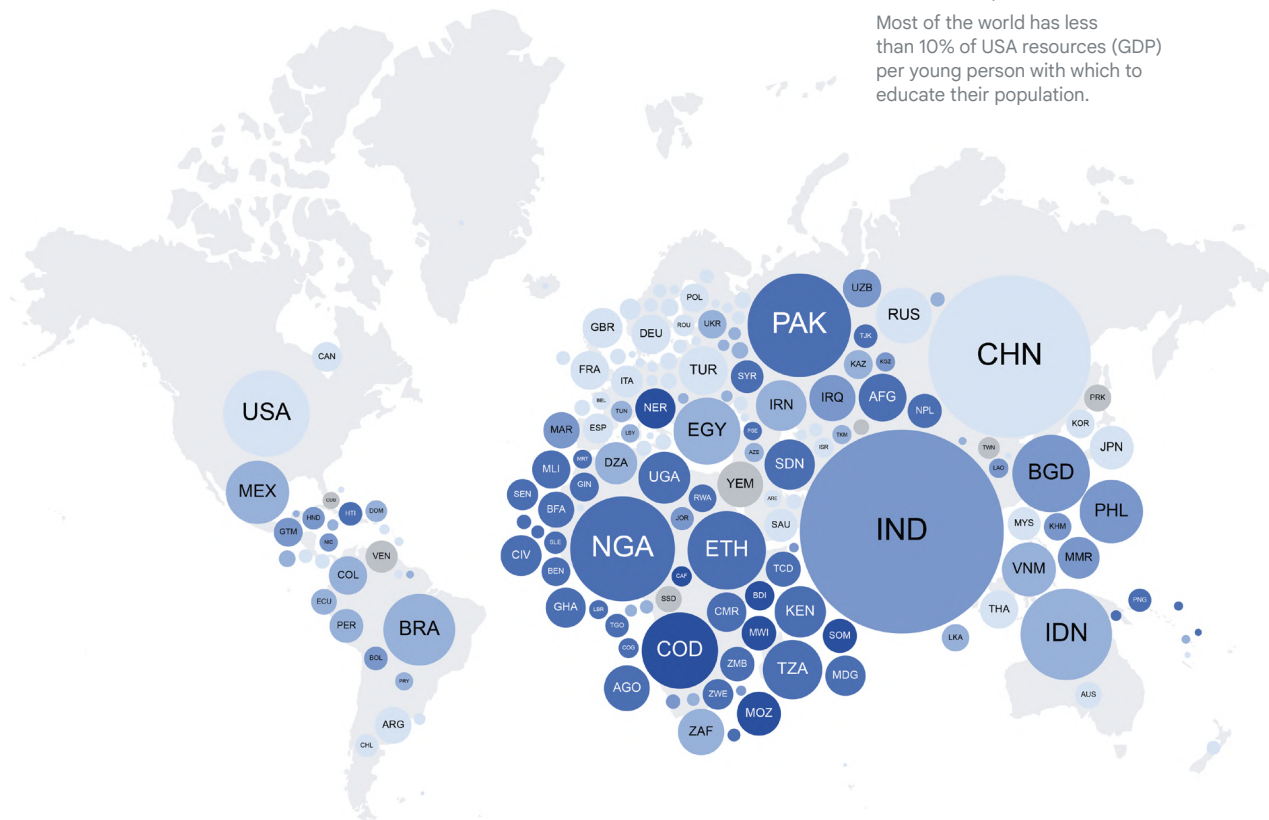 Most of the world has less
than 10% of USA resources (GDP)
per young person with which to
educate their population.
CAN
USA
MEX
CUB
HND
HTI
DOM
GTM
NIC
VEN
COL
ECU
PER
BRA
BOL
PRY
ARG
CHL
POL
GBR
DEU
ROU
UKR
FRA
ITA
TUR
SYR
PAK
UZB
RUS
TJK
KAZ
KGZ
CHN
BEL
TUN
NER
IRN
IRQ
AFG
NPL
PRK
KOR
JPN
MAR
ESP
LBY
EGY
PSE
AZE
ISR
TKM
TWN
LAO
BGD
MLI
MRT
DZA
UGA
YEM
SDN
SEN
GIN
RWA
ARE
BFA
JOR
SAU
IND
MYS
KHM
PHL
CIV
SLE
NGA
ETH
BEN
CAF
TCD
VNM
MMR
GHA
LBR
SSD
BDI
CMR
KEN
THA
PNG
TGO
COG
COD
MWI
SOM
LKA
IDN
AGO
ZMB
TZA
MDG
ZWE
MOZ
ZAF
AUS